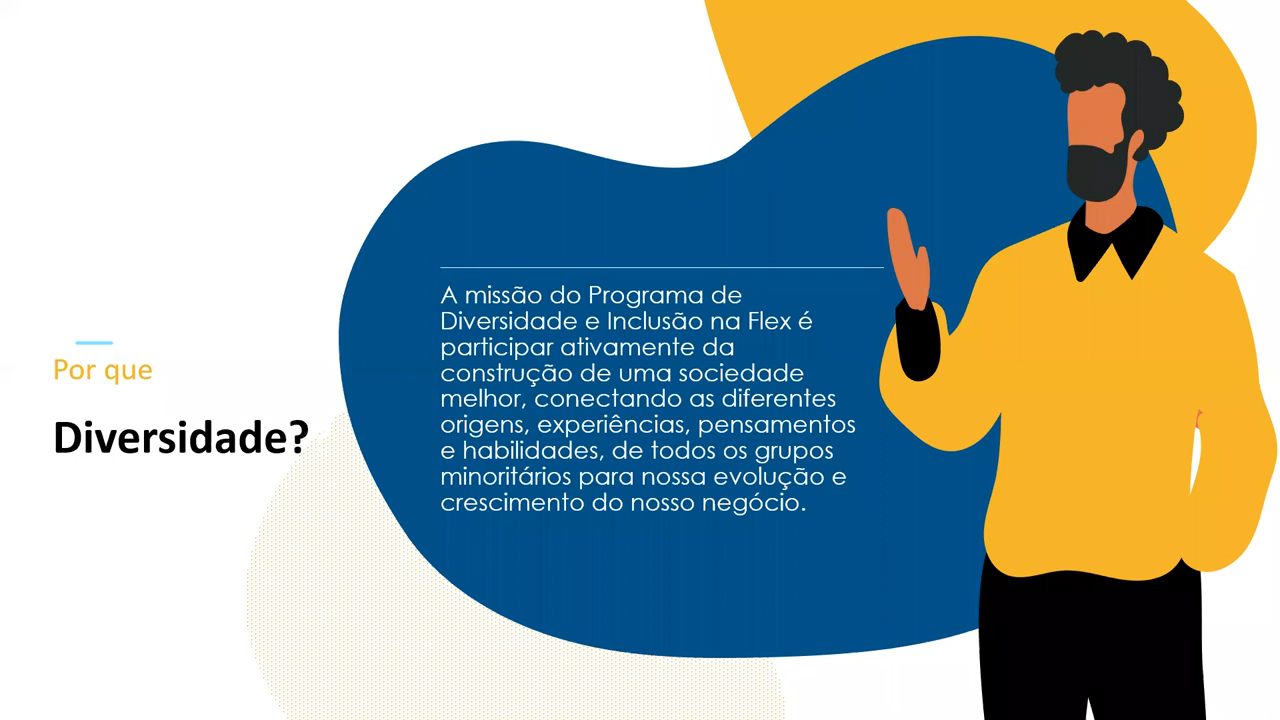 Por que
Diversidade?
A missão do Programa de
Diversidade e Inclusão na Flex é
participar ativamente da
construção de uma sociedade
melhor, conectando as diferentes
origens, experiências, pensamentos
e habilidades, de todos os grupos
minoritários para nossa evolução e
crescimento do nosso negócio.